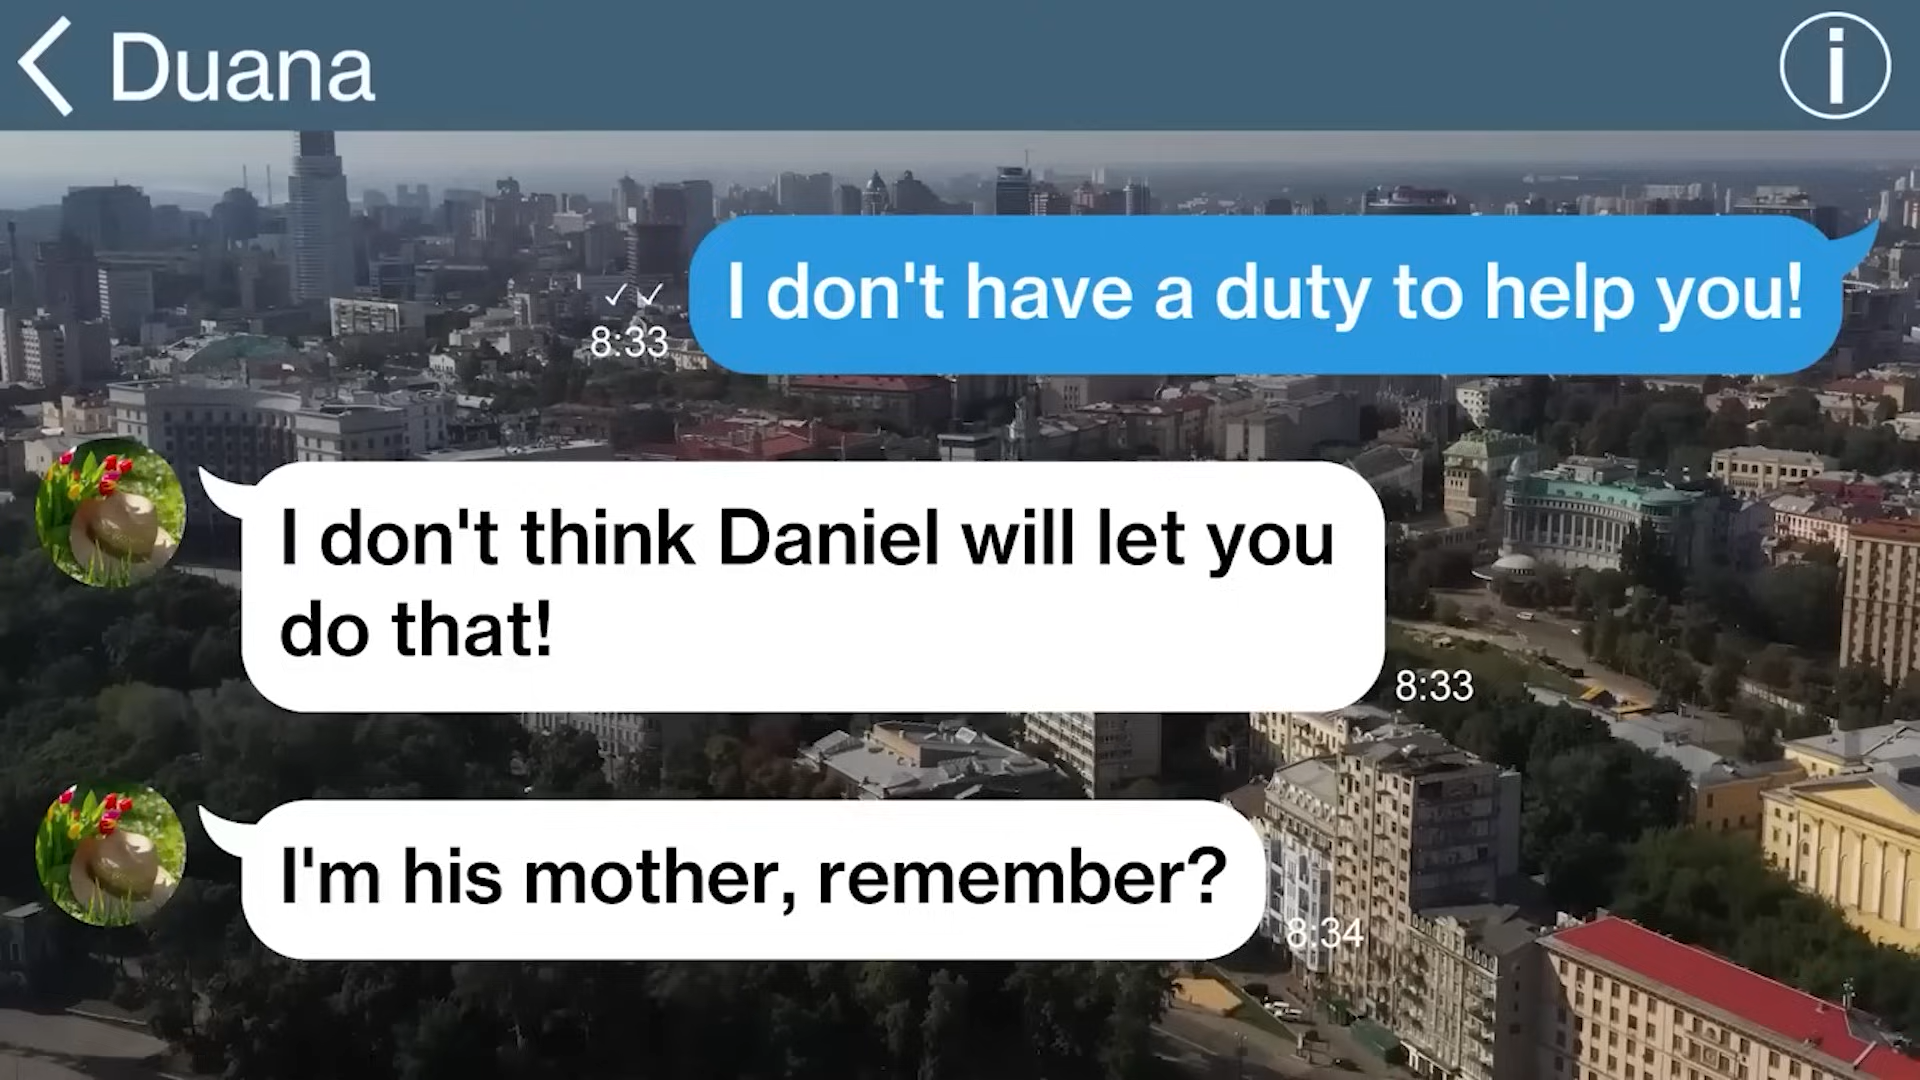 Duana
I don't have a duty to help you!
8:33
I don't think Daniel will let you
do that!
8:33
I'm his mother, remember?
8:34